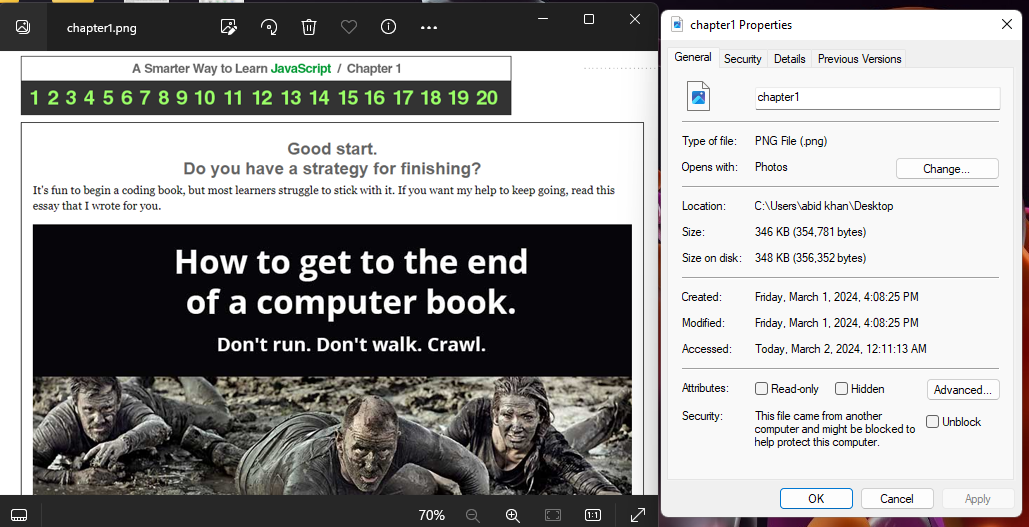 chapter1.png
A Smarter Way to Learn JavaScript / Chapter 1
1 2 3 4 5 6 7 8 9 10 11 12 13 14 15 16 17 18 19 20
Good start.
Do you have a strategy for finishing?
It's fun to begin a coding book, but most learners struggle to stick with it. If you want my help to keep going, read this
essay that I wrote for you.
How to get to the end
of a computer book.
Don't run. Don't walk. Crawl.
70%
1:1
chapter1 Properties
General Security Details Previous Versions
chapter1
Type of file: PNG File (.png)
Opens with: Photos Change...
Location: C:\Users\abid khan\Desktop
Size: 346 KB (354,781 bytes)
Size on disk: 348 KB (356,352 bytes)
Created: Friday, March 1, 2024, 4:08:25 PM
Modified: Friday, March 1, 2024, 4:08:25 PM
Accessed: Today, March 2, 2024, 12:11:13 AM
Attributes: Read-only Hidden Advanced...
Security: This file came from another
computer and might be blocked to Unblock
help protect this computer.
OK Cancel Apply